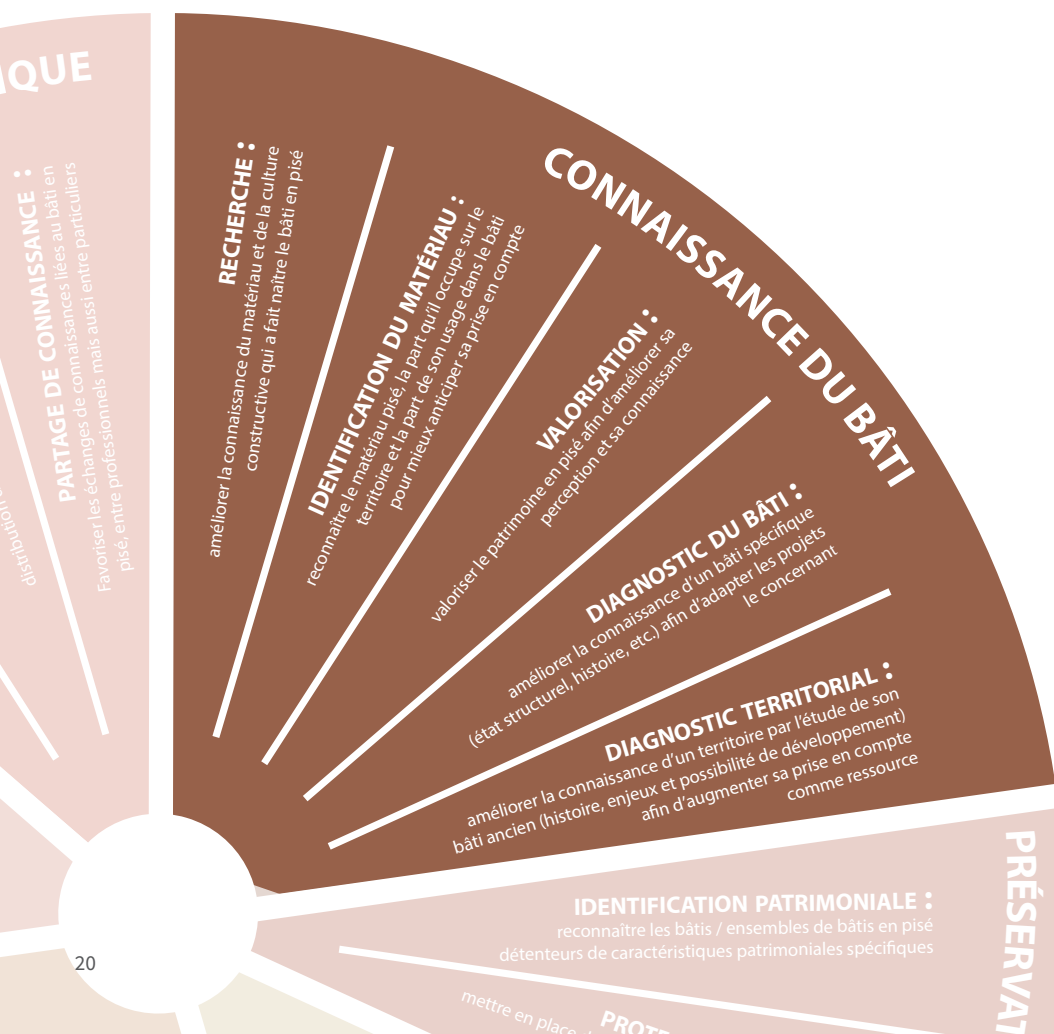 IQUE
PARTAGE DE CONNAISSANCE :
Favoriser les échanges de connaissances liées au bâti en
pisé, entre professionnels mais aussi entre particuliers
distribution
CONNAISSANCE DU BÂTI
RECHERCHE :
améliorer la connaissance du matériau et de la culture
constructive qui a fait naître le bâti en pisé
IDENTIFICATION DU MATÉRIAU :
reconnaître le matériau pisé, la part qu'il occupe sur le
territoire et la part de son usage dans le bâti
pour mieux anticiper sa prise en compte
VALORISATION :
valoriser le patrimoine en pisé afin d'améliorer sa
perception et sa connaissance
DIAGNOSTIC DU BÂTI :
améliorer la connaissance d'un bâti spécifique
(état structurel, histoire, etc.) afin d'adapter les projets
le concernant
DIAGNOSTIC TERRITORIAL :
améliorer la connaissance d'un territoire par l'étude de son
bâti ancien (histoire, enjeux et possibilité de développement)
afin d'augmenter sa prise en compte
comme ressource
PRÉSERVAT
IDENTIFICATION PATRIMONIALE :
reconnaître les bâtis / ensembles de bâtis en pisé
détenteurs de caractéristiques patrimoniales spécifiques
PROTE
mettre en place
20